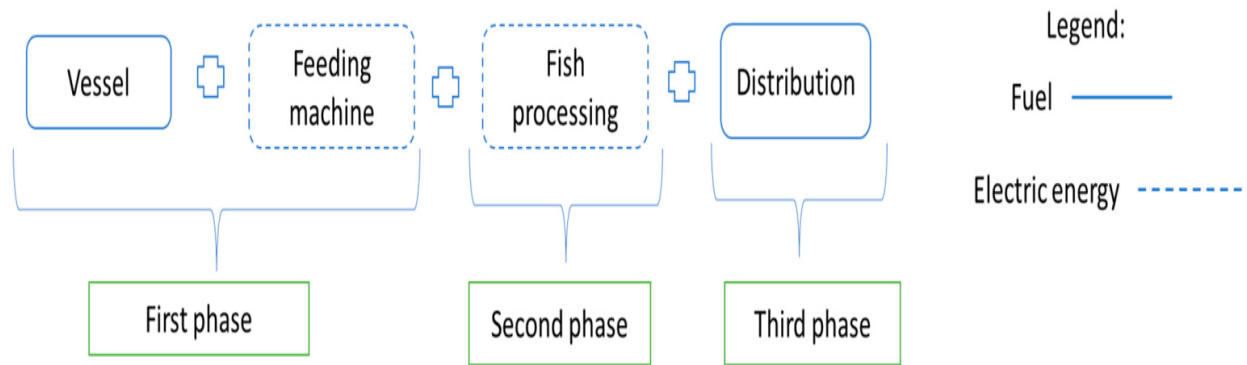 Vessel
Feeding
machine
Fish
processing
Distribution
Legend:
Fuel
Electric energy
First phase
Second phase
Third phase